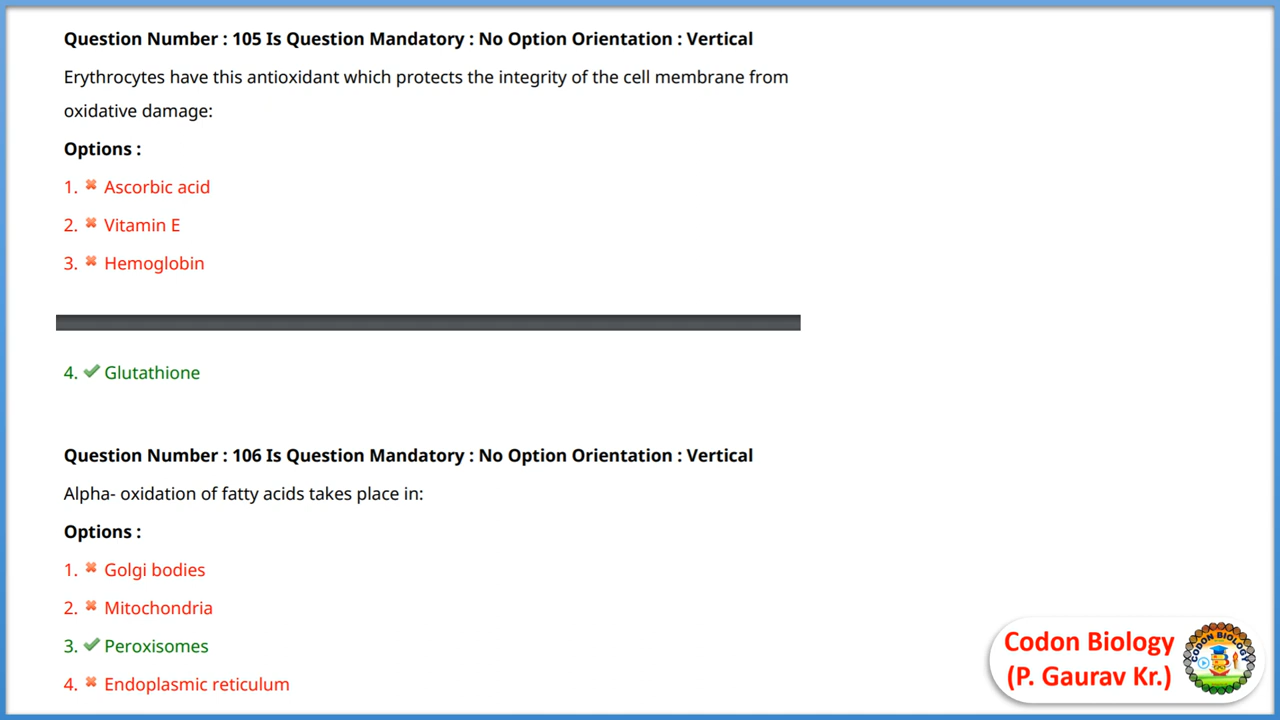 Question Number : 105 Is Question Mandatory : No Option Orientation : Vertical
Erythrocytes have this antioxidant which protects the integrity of the cell membrane from
oxidative damage:
Options :
1. ✖ Ascorbic acid
2. ✖ Vitamin E
3. ✖ Hemoglobin
4. ✔ Glutathione
Question Number : 106 Is Question Mandatory : No Option Orientation : Vertical
Alpha- oxidation of fatty acids takes place in:
Options :
1. ✖ Golgi bodies
2. ✖ Mitochondria
3. ✔ Peroxisomes
4. ✖ Endoplasmic reticulum
Codon Biology
(P. Gaurav Kr.)
CODON BIOLOGY